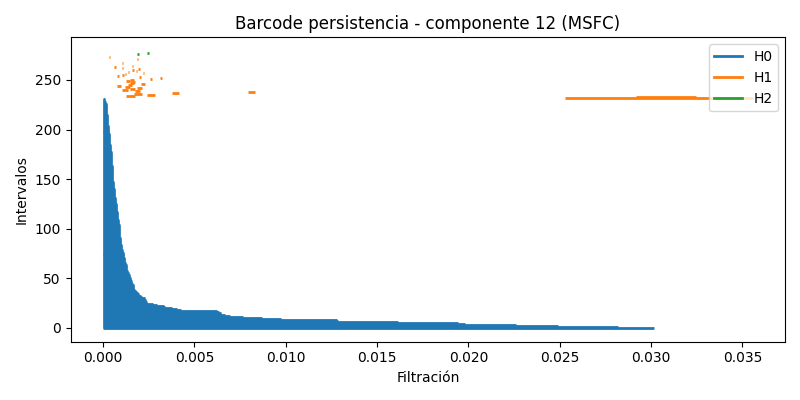 Barcode persistencia - componente 12 (MSFC)
H0
H1
H2
Intervalos
250
200
150
100
50
0
0.000 0.005 0.010 0.015 0.020 0.025 0.030 0.035
Filtración